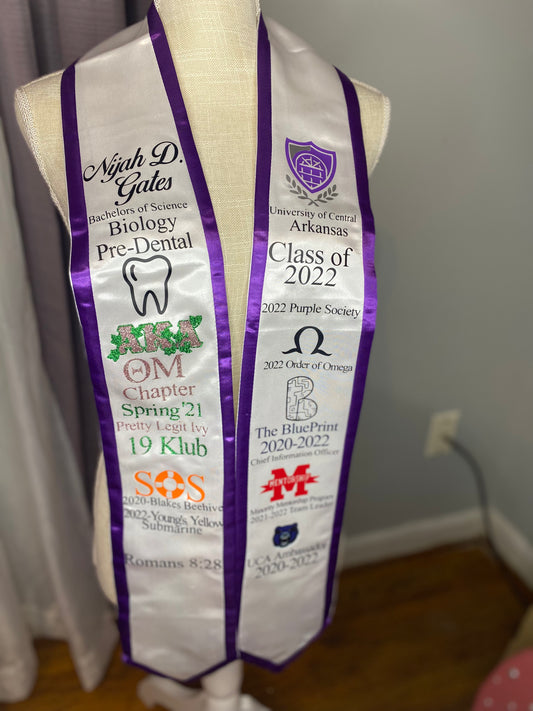 Nijah D.
Gates
Bachelors of Science
Biology
Pre-Dental
AKA
ΘM
Chapter
Spring'21
Pretty Legit Ivy
19 Klub
SOS
2020-Blakes Beehive
2022-Young's Yellow
Submarine
Romans 8:28
University of Central
Arkansas
Class of
2022
2022 Purple Society
Ω
2022 Order of Omega
B
The BluePrint
2020-2022
Chief Information Officer
M
MENTORSHIP
Minority Mentorship Program
2021-2022 Team Leader
UCA Ambassador
2020-2022